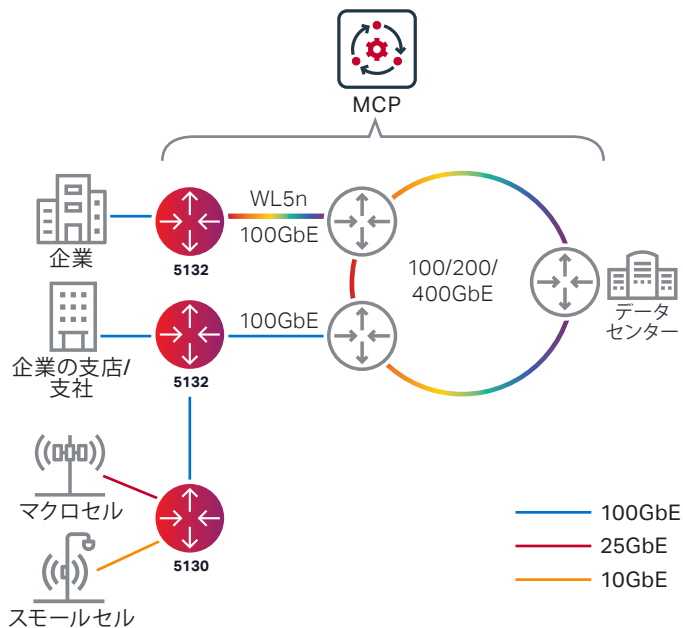 MCP
WL5n
100GbE
企業
5132
100/200/
400GbE
データ
センター
100GbE
企業の支店/
支社
5132
マクロセル
5130
スモールセル
100GbE
25GbE
10GbE